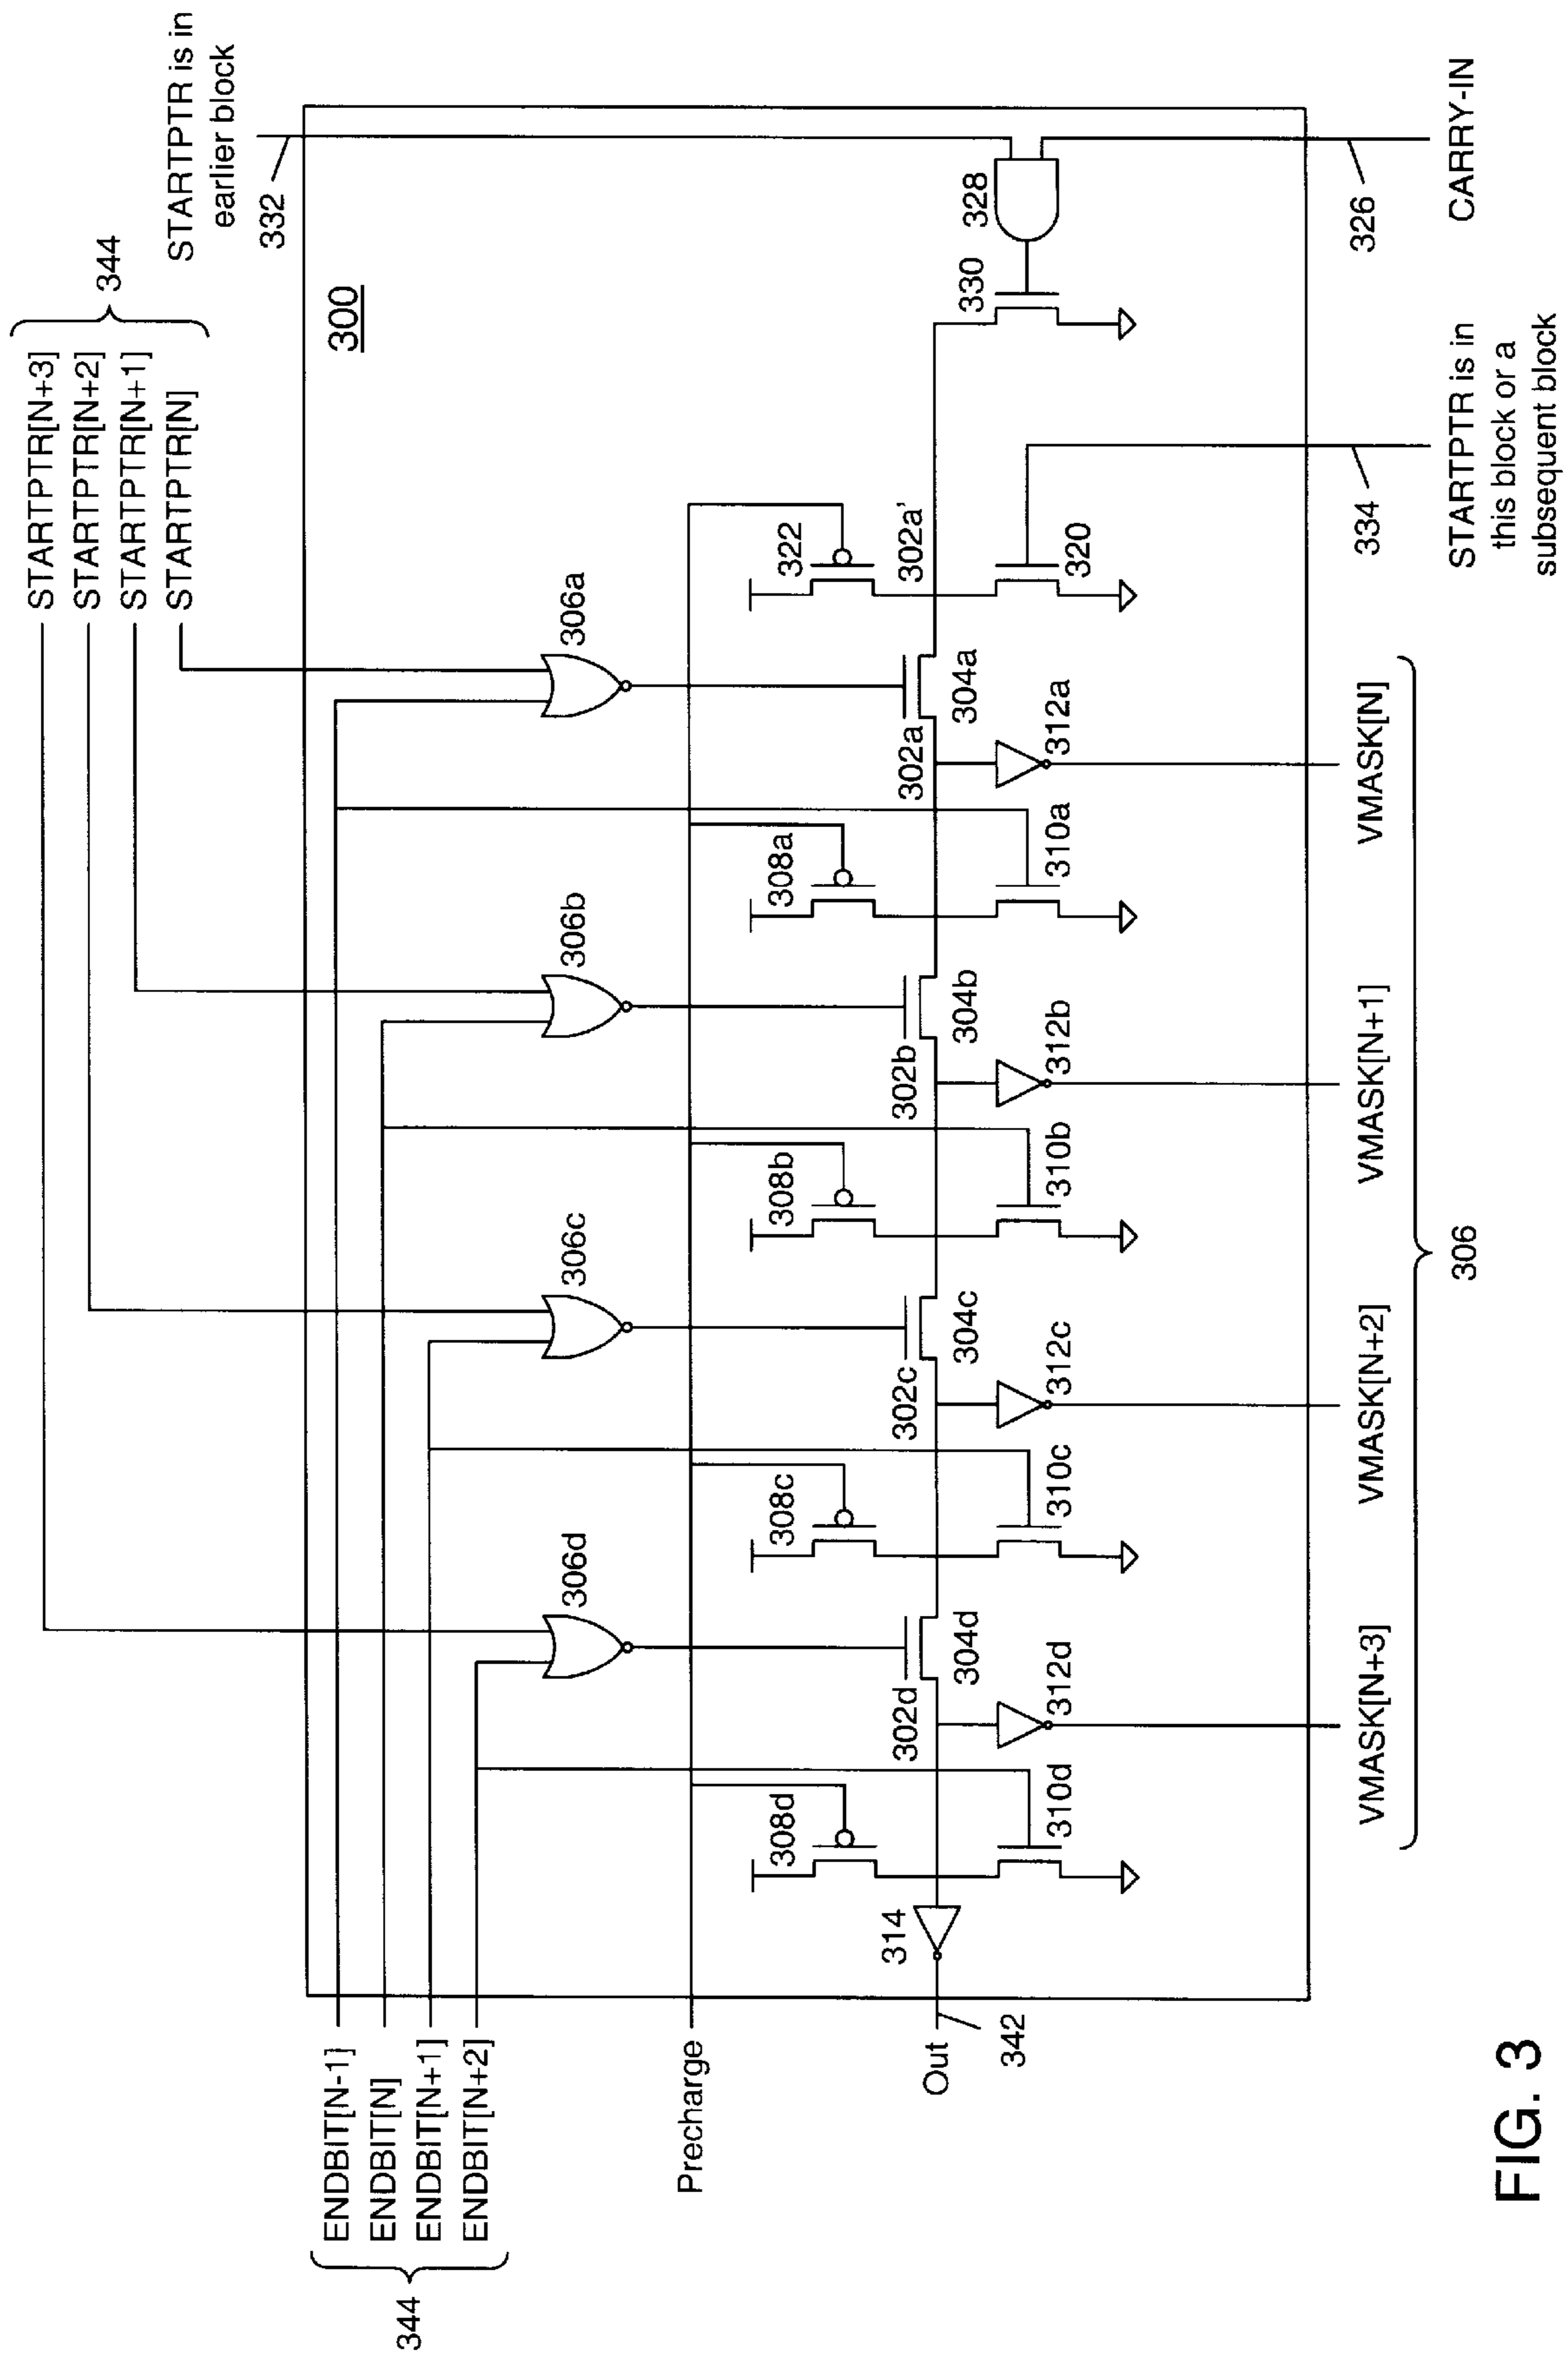 344
ENDBIT[N-1]
ENDBIT[N]
ENDBIT[N+1]
ENDBIT[N+2]
Precharge
Out
342
314
344
STARTPTR[N+3]
STARTPTR[N+2]
STARTPTR[N+1]
STARTPTR[N]
STARTPTR is in
earlier block
332
300
306d
306c
306b
306a
308d
308c
308b
308a
322
302d
302c
302b
302a
302a'
304d
304c
304b
304a
330
328
310d
312d
310c
312c
310b
312b
310a
312a
320
334
326
VMASK[N+3]
VMASK[N+2]
VMASK[N+1]
VMASK[N]
306
STARTPTR is in
this block or a
subsequent block
CARRY-IN
FIG. 3